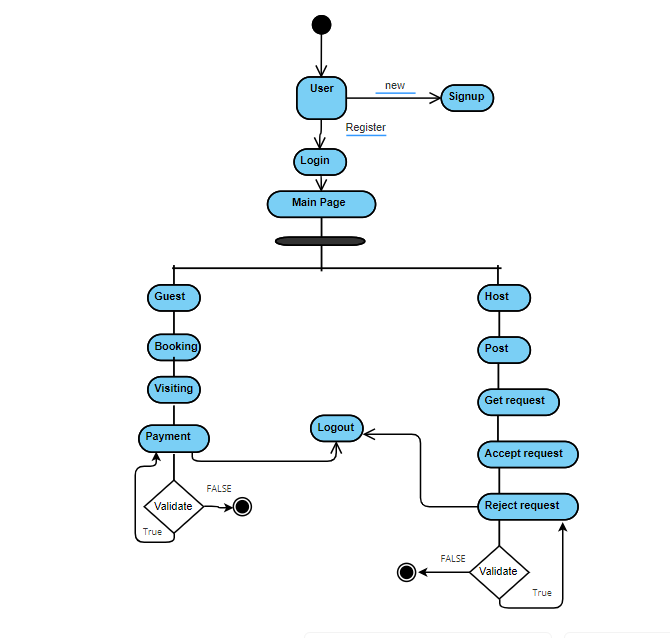 User
new
Signup
Register
Login
Main Page
Guest
Host
Booking
Post
Visiting
Get request
Payment
Logout
Accept request
FALSE
Validate
Reject request
True
FALSE
Validate
True